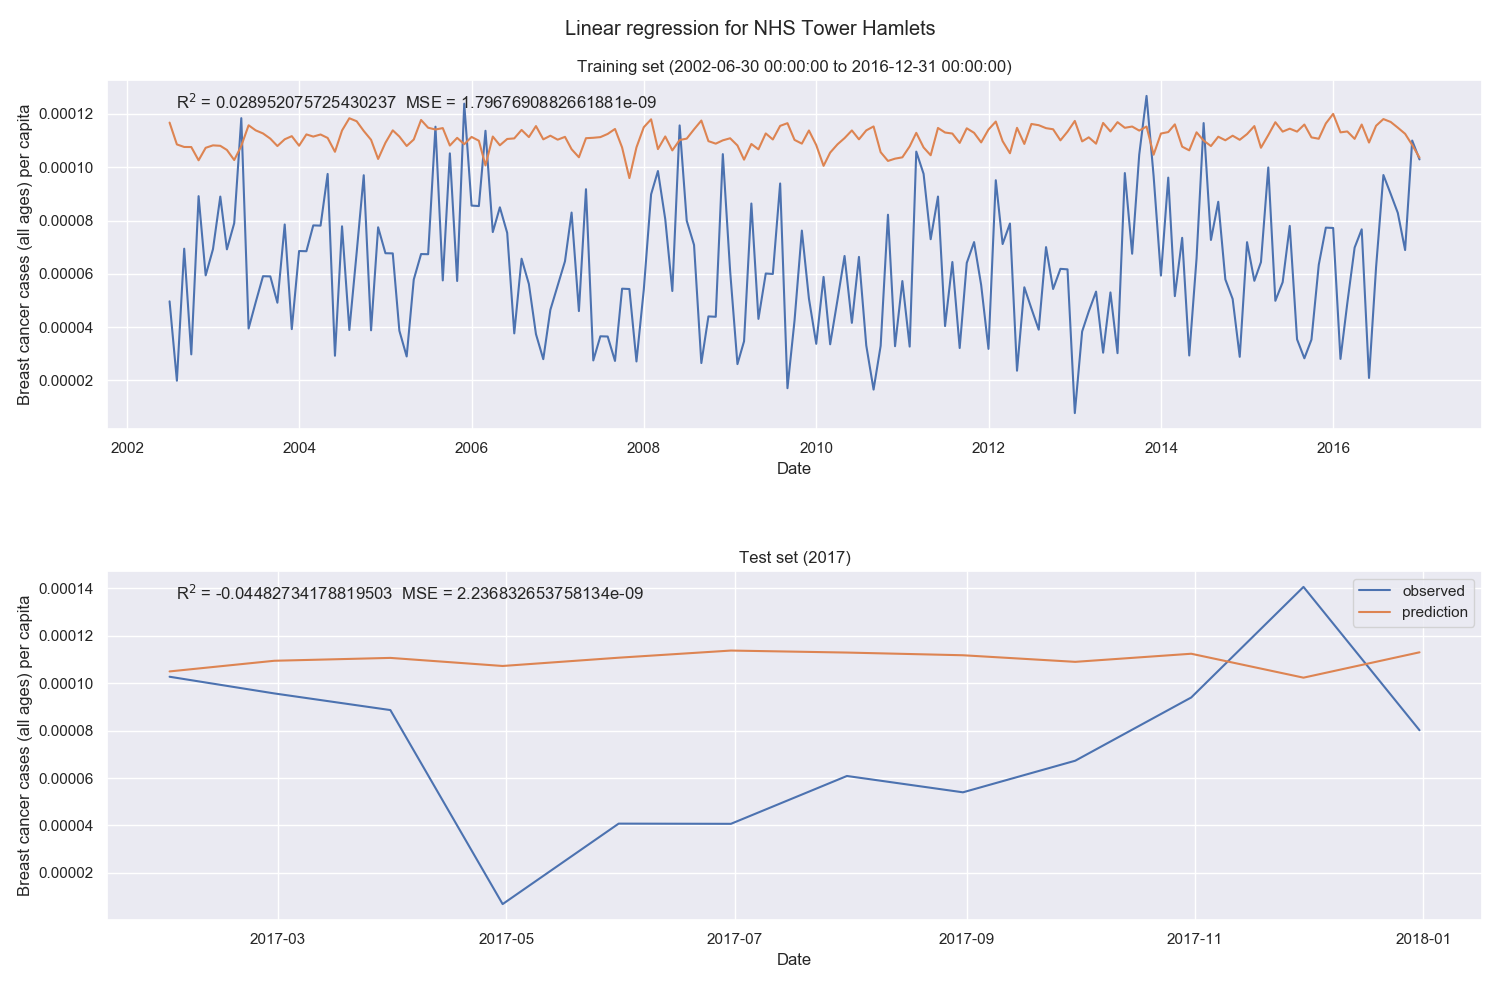 Linear regression for NHS Tower Hamlets
Training set (2002-06-30 00:00:00 to 2016-12-31 00:00:00)
R² = 0.028952075725430237 MSE = 1.7967690882661881e-09
Breast cancer cases (all ages) per capita
0.00012
0.00010
0.00008
0.00006
0.00004
0.00002
2002 2004 2006 2008 2010 2012 2014 2016
Date
Test set (2017)
R² = -0.04482734178819503 MSE = 2.236832653758134e-09
observed
prediction
Breast cancer cases (all ages) per capita
0.00014
0.00012
0.00010
0.00008
0.00006
0.00004
0.00002
2017-03 2017-05 2017-07 2017-09 2017-11 2018-01
Date